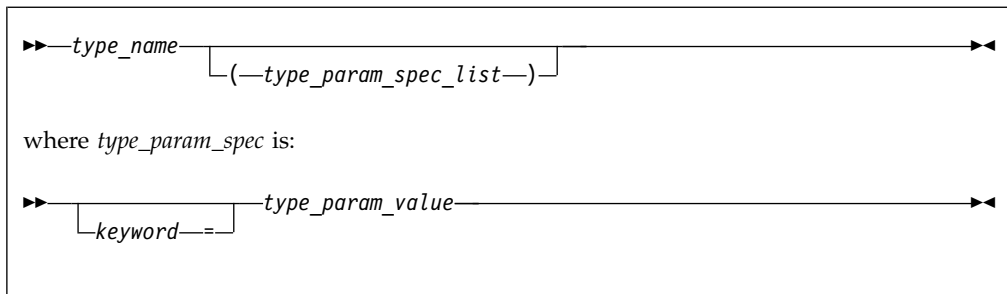 type_name
( type_param_spec_list )
where type_param_spec is:
type_param_value
keyword =